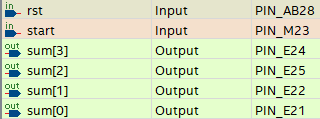 in rst Input PIN_AB28
in start Input PIN_M23
out sum[3] Output PIN_E24
out sum[2] Output PIN_E25
out sum[1] Output PIN_E22
out sum[0] Output PIN_E21